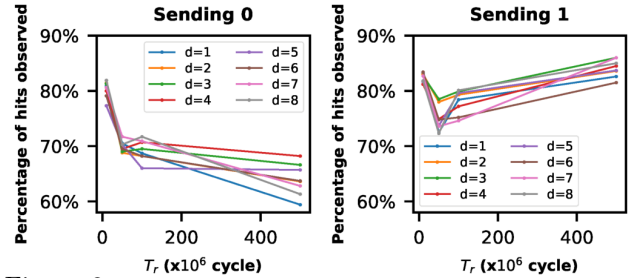 Sending 0
Percentage of hits observed
90%
80%
70%
60%
d=1
d=2
d=3
d=4
d=5
d=6
d=7
d=8
0
200
400
T_r (x10^6 cycle)
Sending 1
Percentage of hits observed
90%
80%
70%
60%
d=1
d=2
d=3
d=4
d=5
d=6
d=7
d=8
0
200
400
T_r (x10^6 cycle)